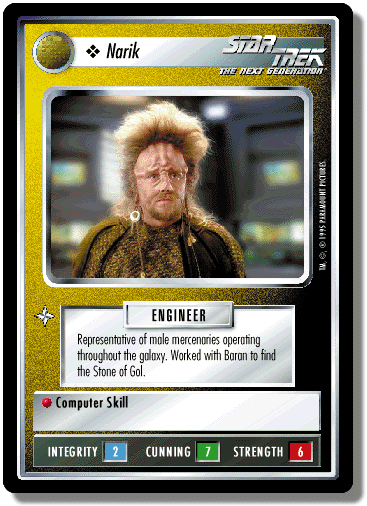 ❖ Narik
STAR TREK
THE NEXT GENERATION®
TM, ©, ® 1995 PARAMOUNT PICTURES.
ENGINEER
Representative of male mercenaries operating
throughout the galaxy. Worked with Baran to find
the Stone of Gol.
Computer Skill
INTEGRITY 2 CUNNING 7 STRENGTH 6